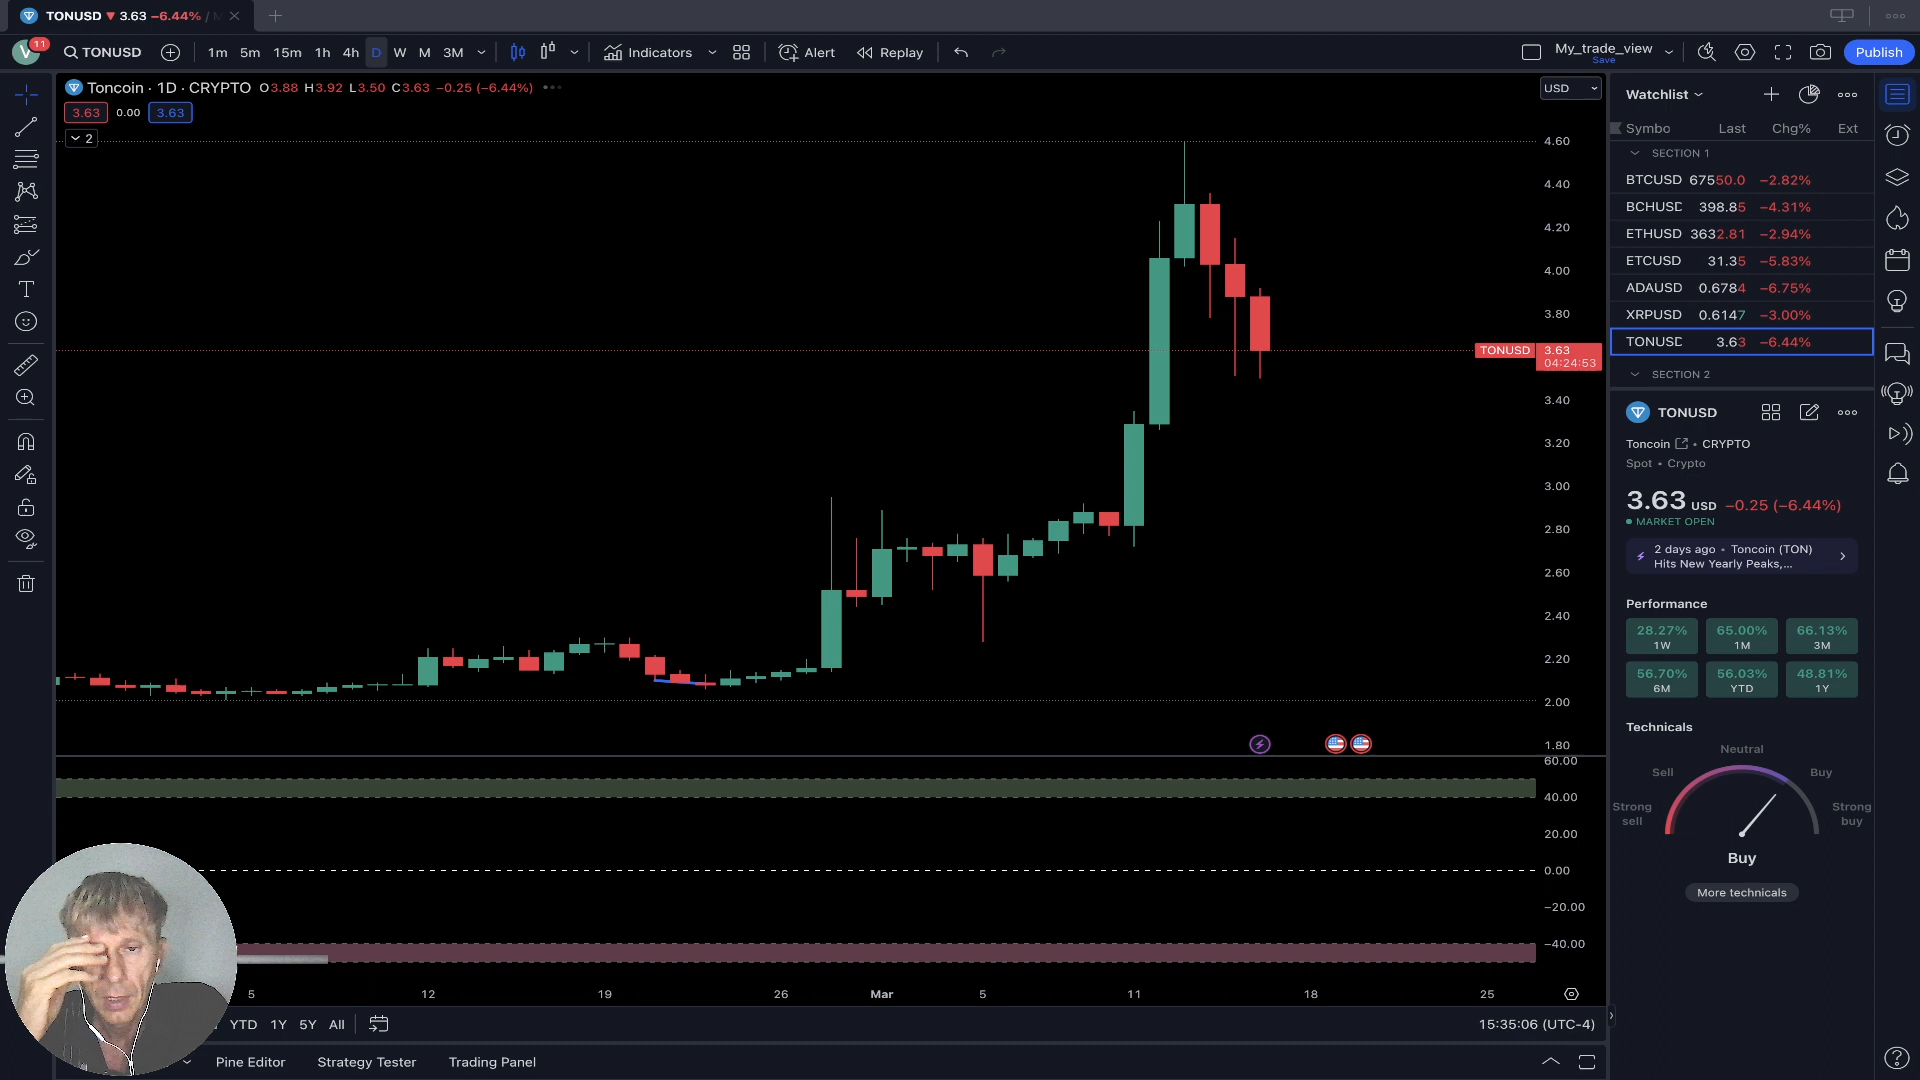 TONUSD ▼ 3.63 −6.44% /
V 11 TONUSD 1m 5m 15m 1h 4h D W M 3M Indicators Alert Replay My_trade_view Save Publish
Toncoin · 1D · CRYPTO O3.88 H3.92 L3.50 C3.63 −0.25 (−6.44%)
3.63 0.00 3.63
2
USD
4.60
4.40
4.20
4.00
3.80
TONUSD 3.63
04:24:53
3.40
3.20
3.00
2.80
2.60
2.40
2.20
2.00
1.80
60.00
40.00
20.00
0.00
−20.00
−40.00
5 12 19 26 Mar 5 11 18 25
YTD 1Y 5Y All
15:35:06 (UTC-4)
Pine Editor Strategy Tester Trading Panel
Watchlist
Symbo Last Chg% Ext
SECTION 1
BTCUSD 67550.0 −2.82%
BCHUSD 398.85 −4.31%
ETHUSD 3632.81 −2.94%
ETCUSD 31.35 −5.83%
ADAUSD 0.6784 −6.75%
XRPUSD 0.6147 −3.00%
TONUSD 3.63 −6.44%
SECTION 2
TONUSD
Toncoin • CRYPTO
Spot • Crypto
3.63 USD −0.25 (−6.44%)
MARKET OPEN
2 days ago • Toncoin (TON)
Hits New Yearly Peaks,...
Performance
28.27% 65.00% 66.13%
1W 1M 3M
56.70% 56.03% 48.81%
6M YTD 1Y
Technicals
Neutral
Sell Buy
Strong sell Strong buy
Buy
More technicals